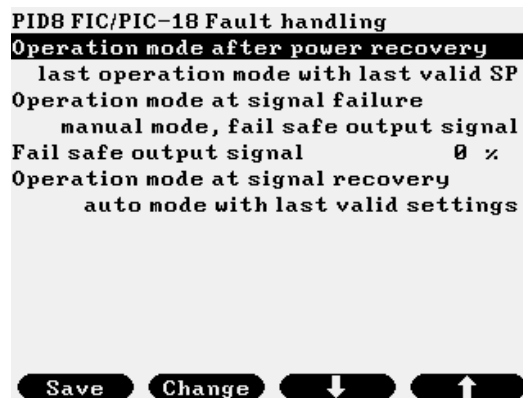 PID8 FIC/PIC-18 Fault handling
Operation mode after power recovery
last operation mode with last valid SP
Operation mode at signal failure
manual mode, fail safe output signal
Fail safe output signal 0 %
Operation mode at signal recovery
auto mode with last valid settings
Save Change ↓ ↑